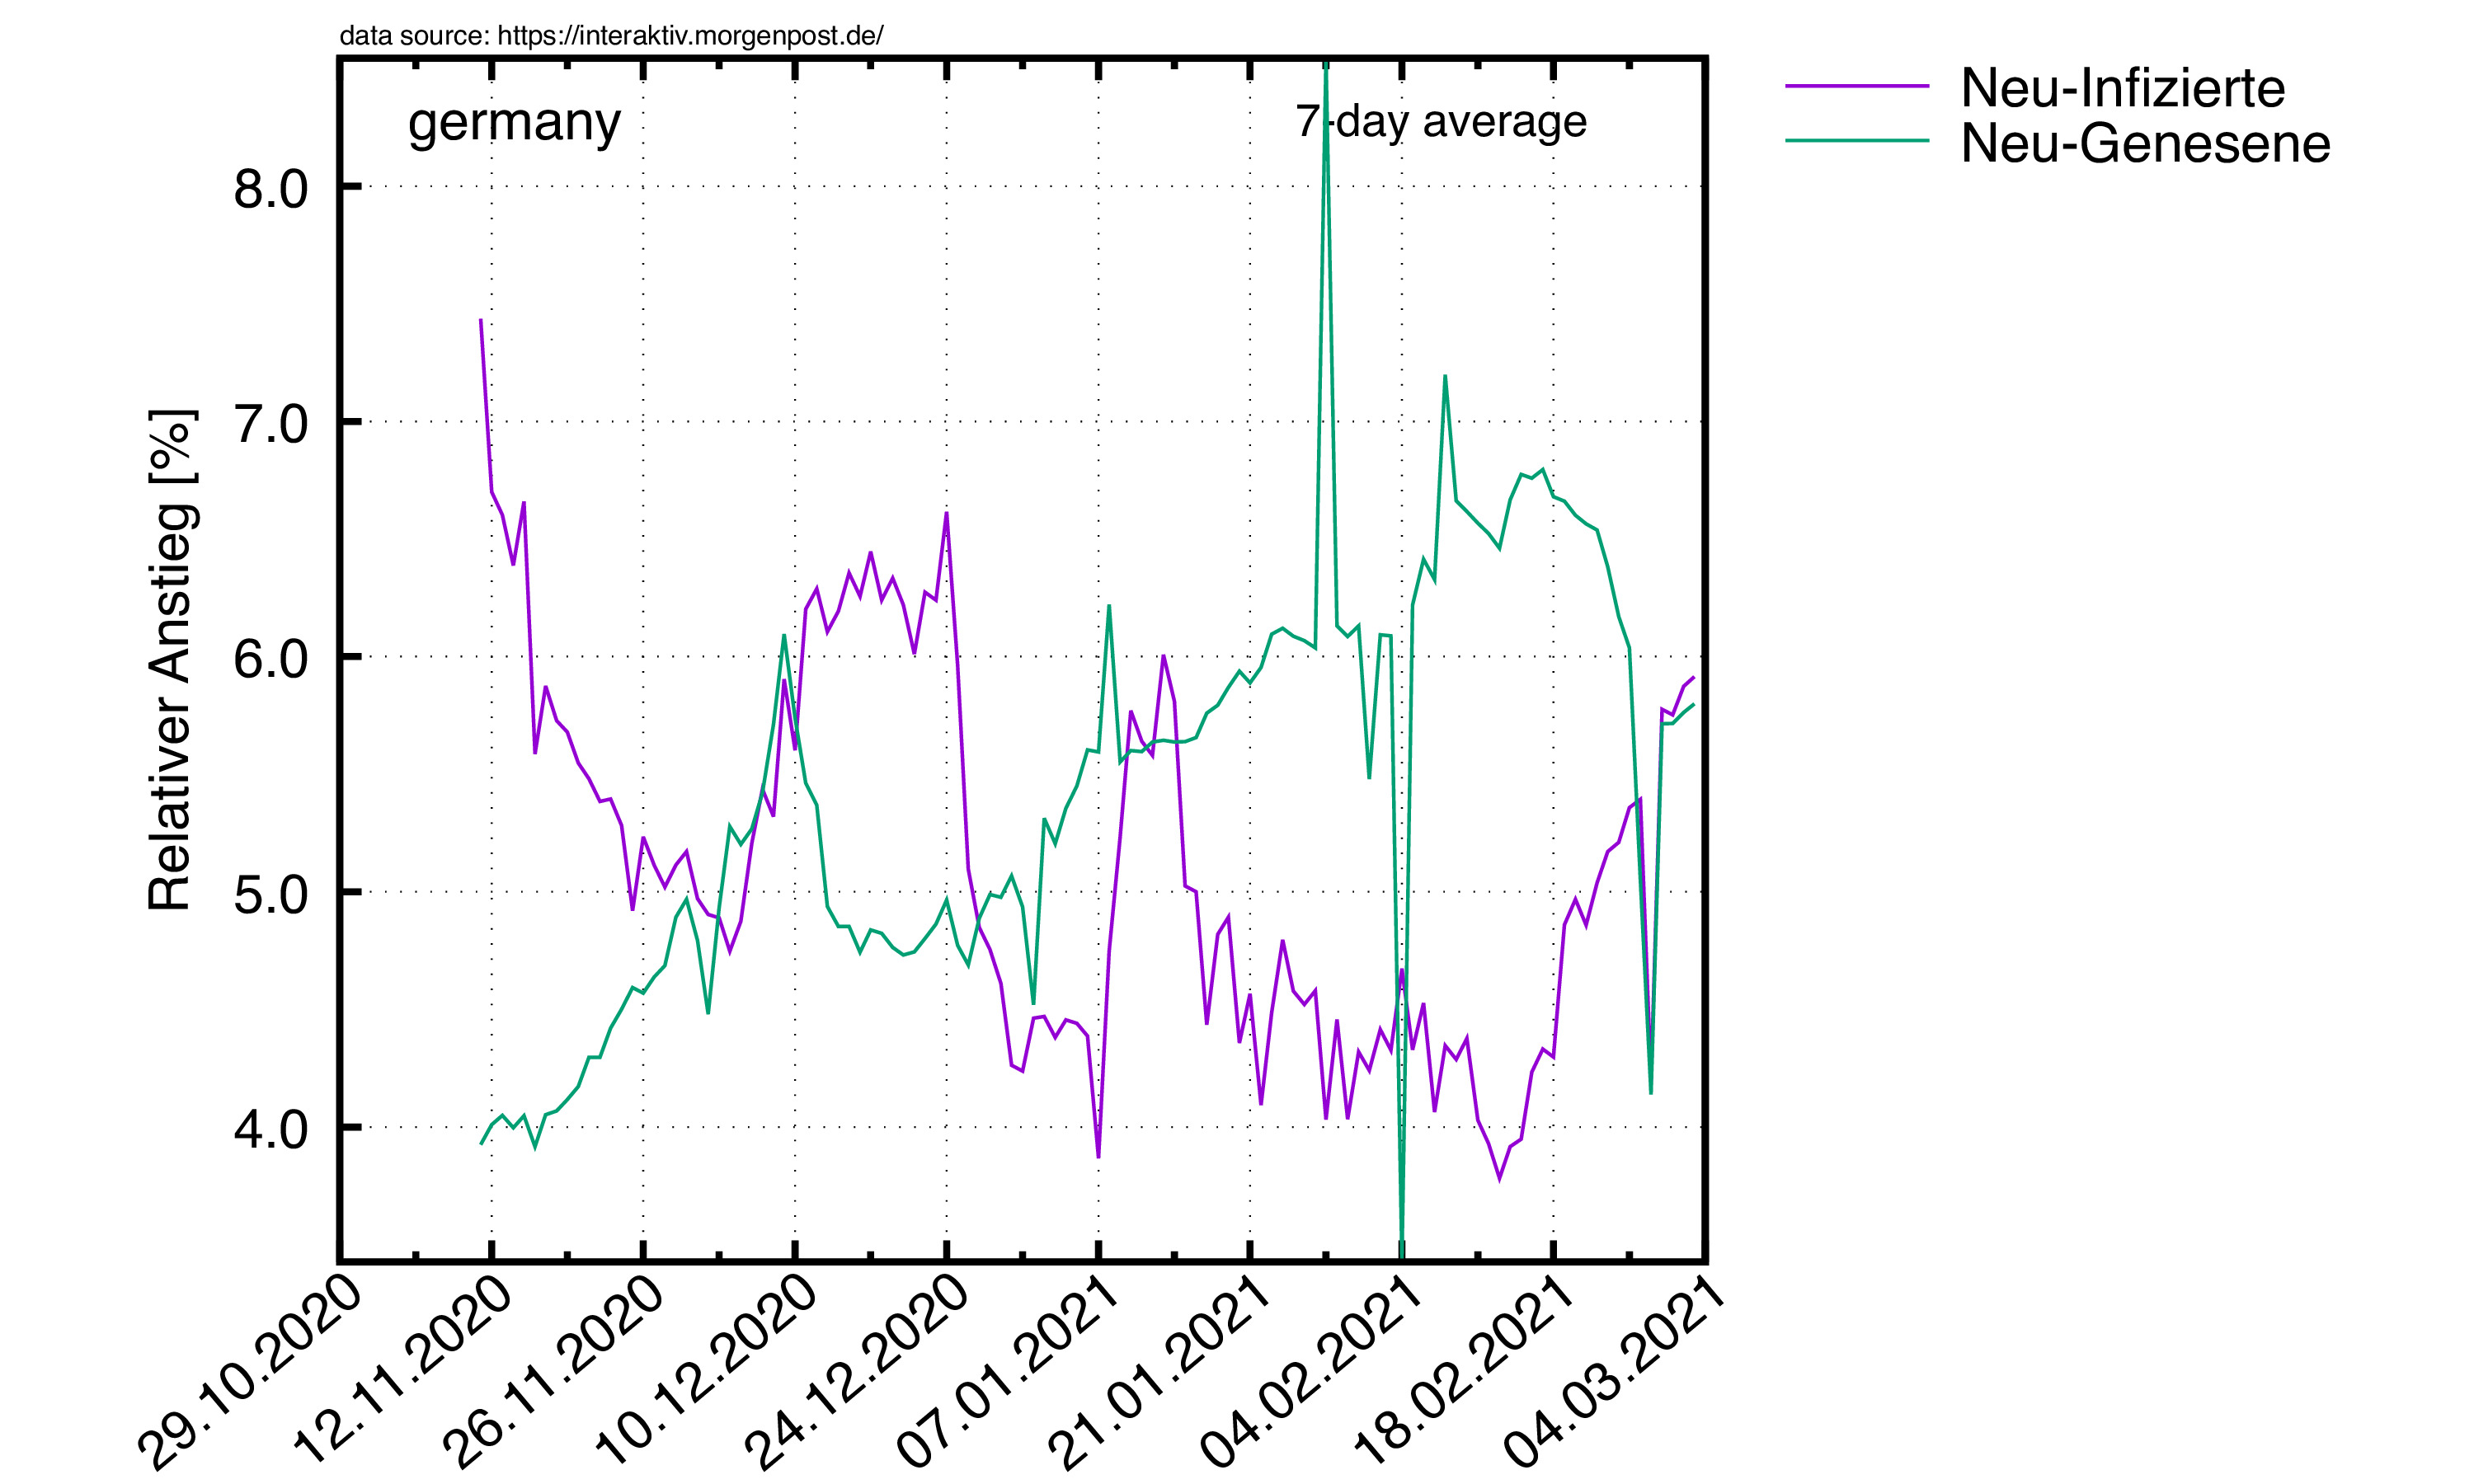 data source: https://interaktiv.morgenpost.de/
germany
7-day average
Neu-Infizierte
Neu-Genesene
Relativer Anstieg [%]
8.0
7.0
6.0
5.0
4.0
29.10.2020
12.11.2020
26.11.2020
10.12.2020
24.12.2020
07.01.2021
21.01.2021
04.02.2021
18.02.2021
04.03.2021